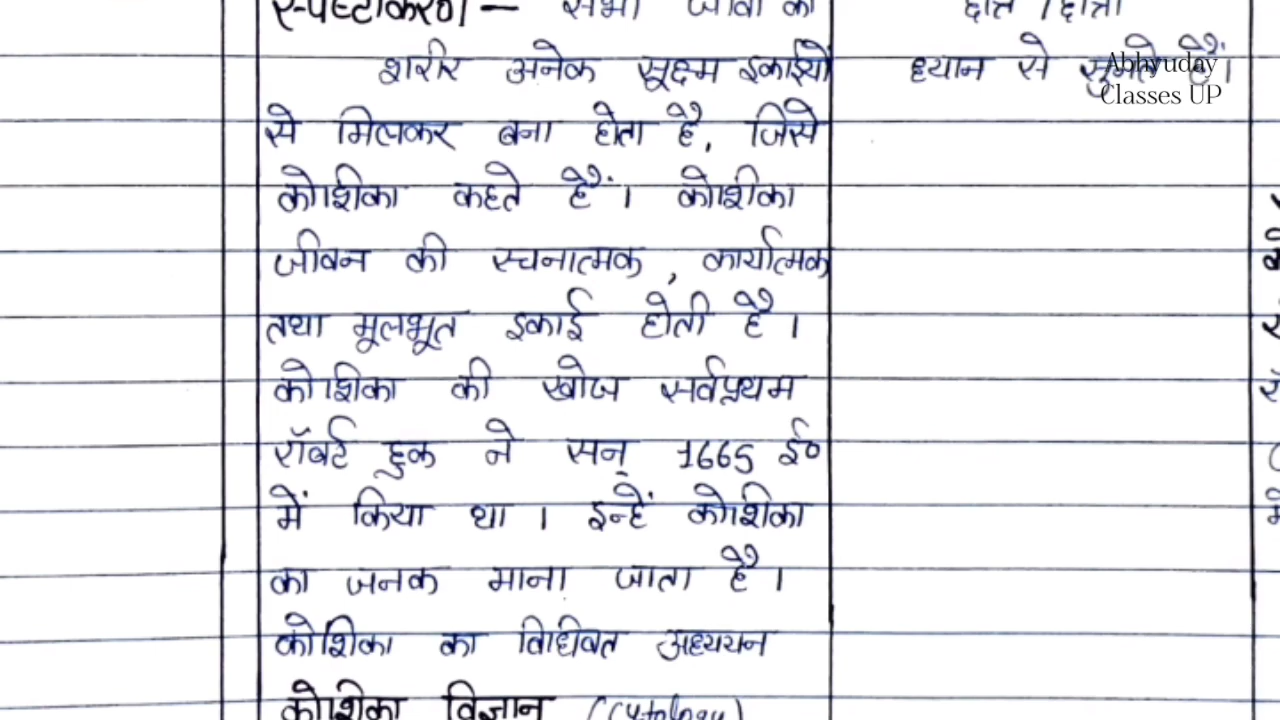 स्पष्टीकरण — सभी जीवों का
शरीर अनेक सूक्ष्म इकाईयों
से मिलकर बना होता है, जिसे
कोशिका कहते हैं। कोशिका
जीवन की रचनात्मक, कार्यात्मक
तथा मूलभूत इकाई होती है।
कोशिका की खोज सर्वप्रथम
रॉबर्ट हुक ने सन् 1665 ई०
में किया था। इन्हें कोशिका
का जनक माना जाता है।
कोशिका का विधिवत अध्ययन
कोशिका विज्ञान (Cytology)
छात्र / छात्रा
ध्यान से सुनते हैं।
Abhyuday
Classes UP